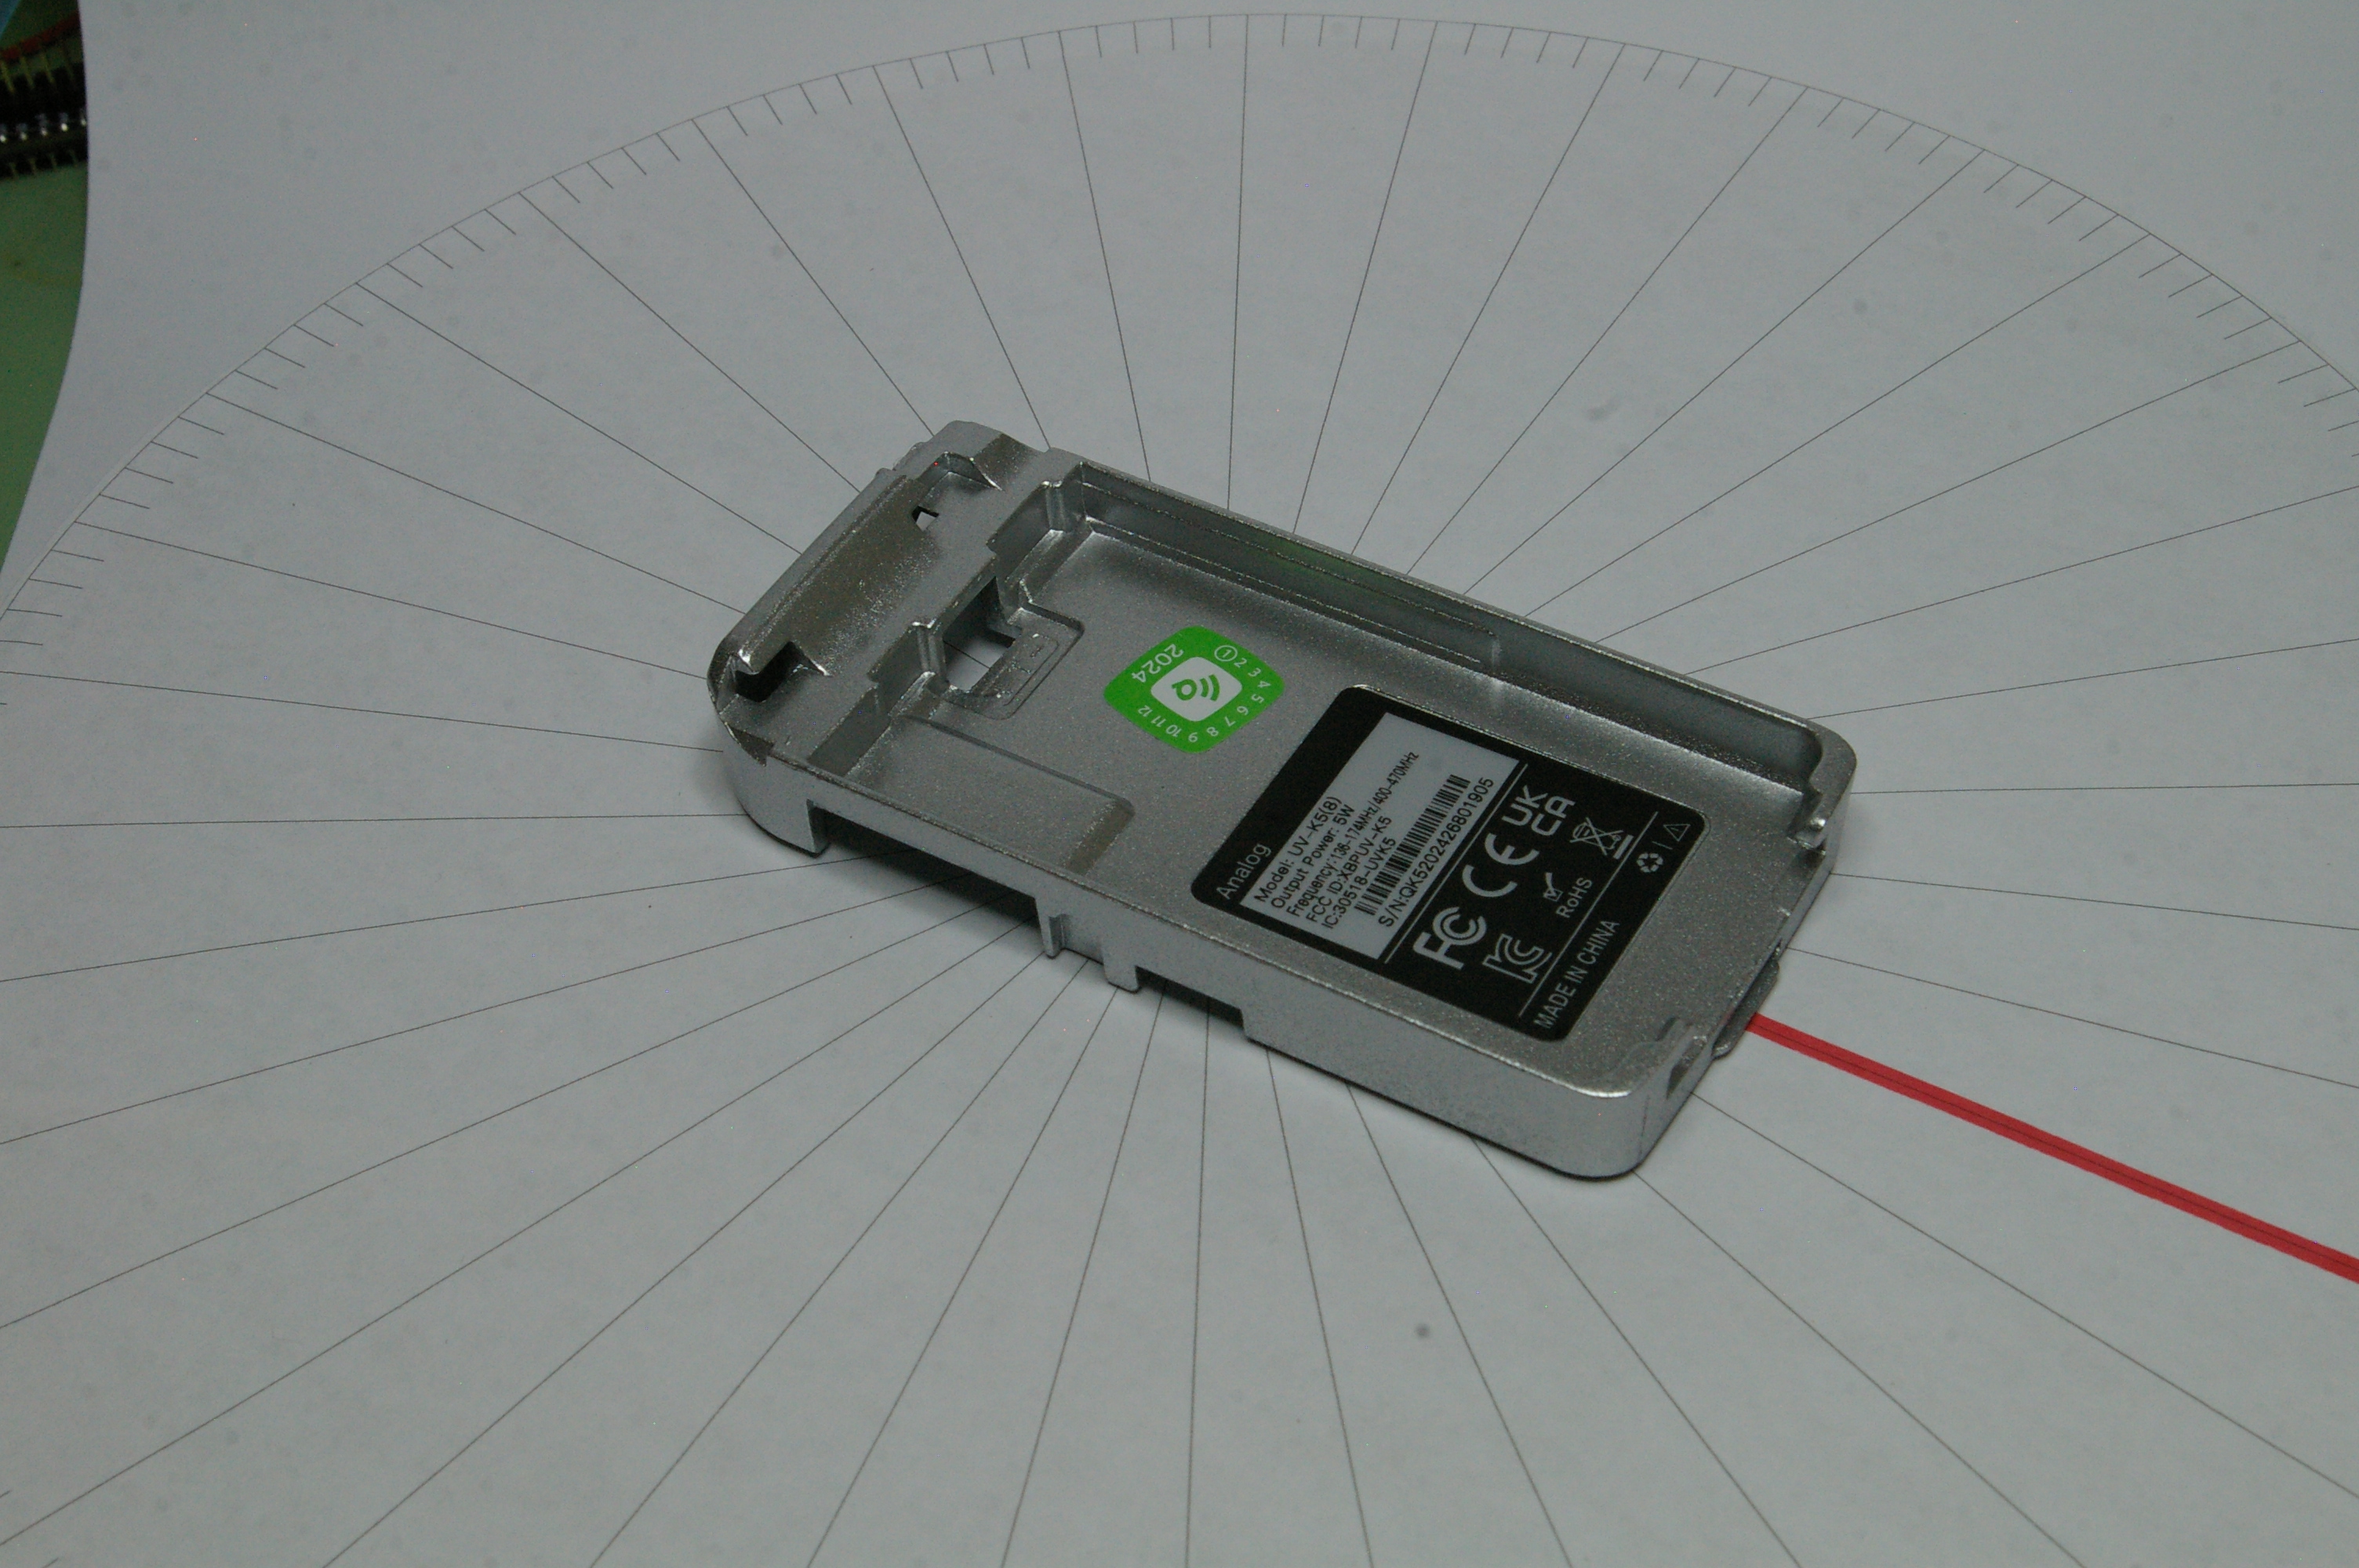 2024
1 2 3 4 5 6 7 8 9 10 11 12
Analog
Model: UV-K5(8)
Output Power: 5W
Frequency:136-174MHz/400-470MHz
FCC ID:XBPUV-K5
IC:30518-UVK5
S/N:QK5202426801905
FC CE UK
CA
RoHS
MADE IN CHINA